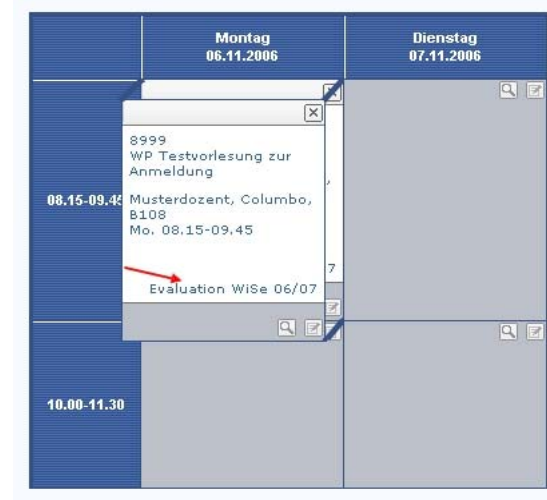 Montag
06.11.2006
Dienstag
07.11.2006
08.15-09.45
8999
WP Testvorlesung zur
Anmeldung
Musterdozent, Columbo,
B108
Mo. 08.15-09.45
Evaluation WiSe 06/07
,
7
10.00-11.30